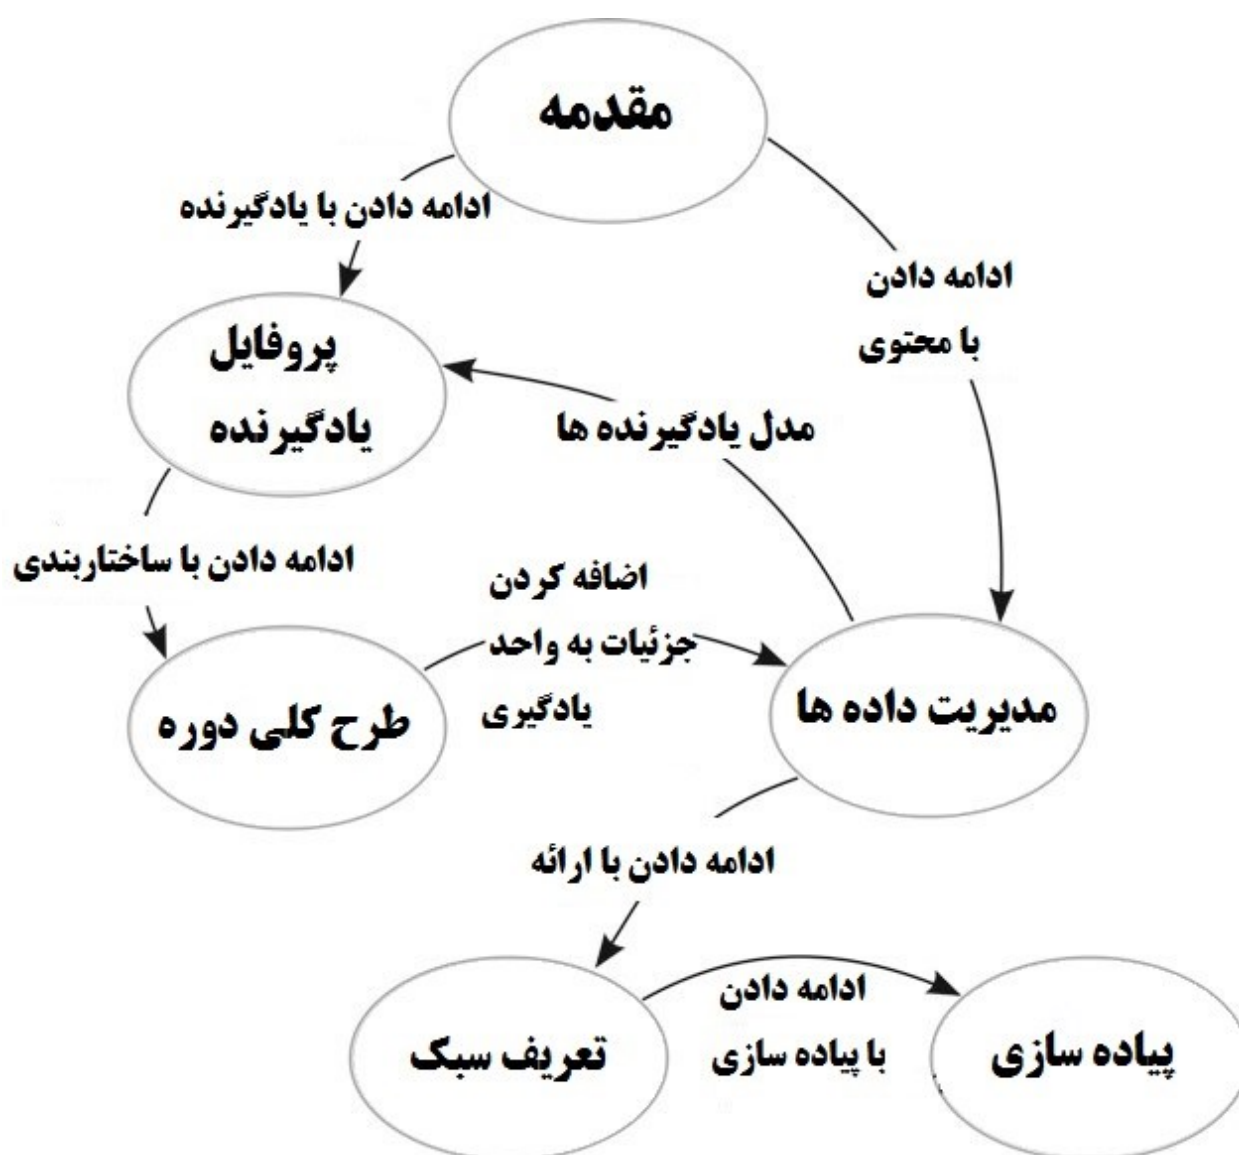 مقدمه
ادامه دادن با یادگیرنده
ادامه دادن
با محتوی
پروفایل
یادگیرنده
مدل یادگیرنده ها
ادامه دادن با ساختاربندی
اضافه کردن
جزئیات به واحد
یادگیری
طرح کلی دوره
مدیریت داده ها
ادامه دادن با ارائه
ادامه دادن
با پیاده سازی
تعریف سبک
پیاده سازی